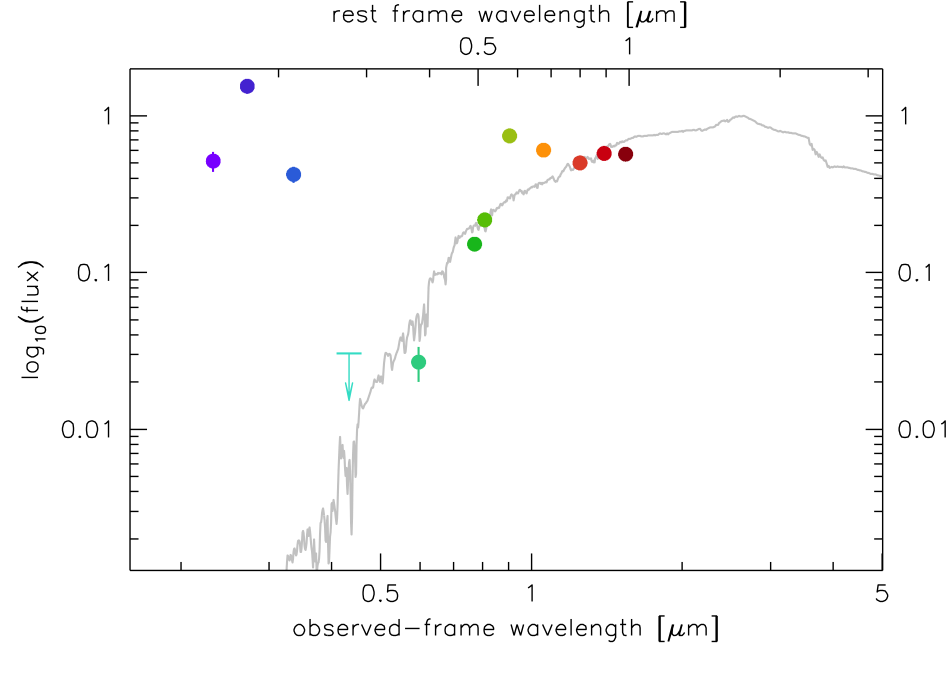 rest frame wavelength [μm]
0.5 1
1 1
0.1 0.1
0.01 0.01
log10(flux)
0.5 1 5
observed-frame wavelength [μm]